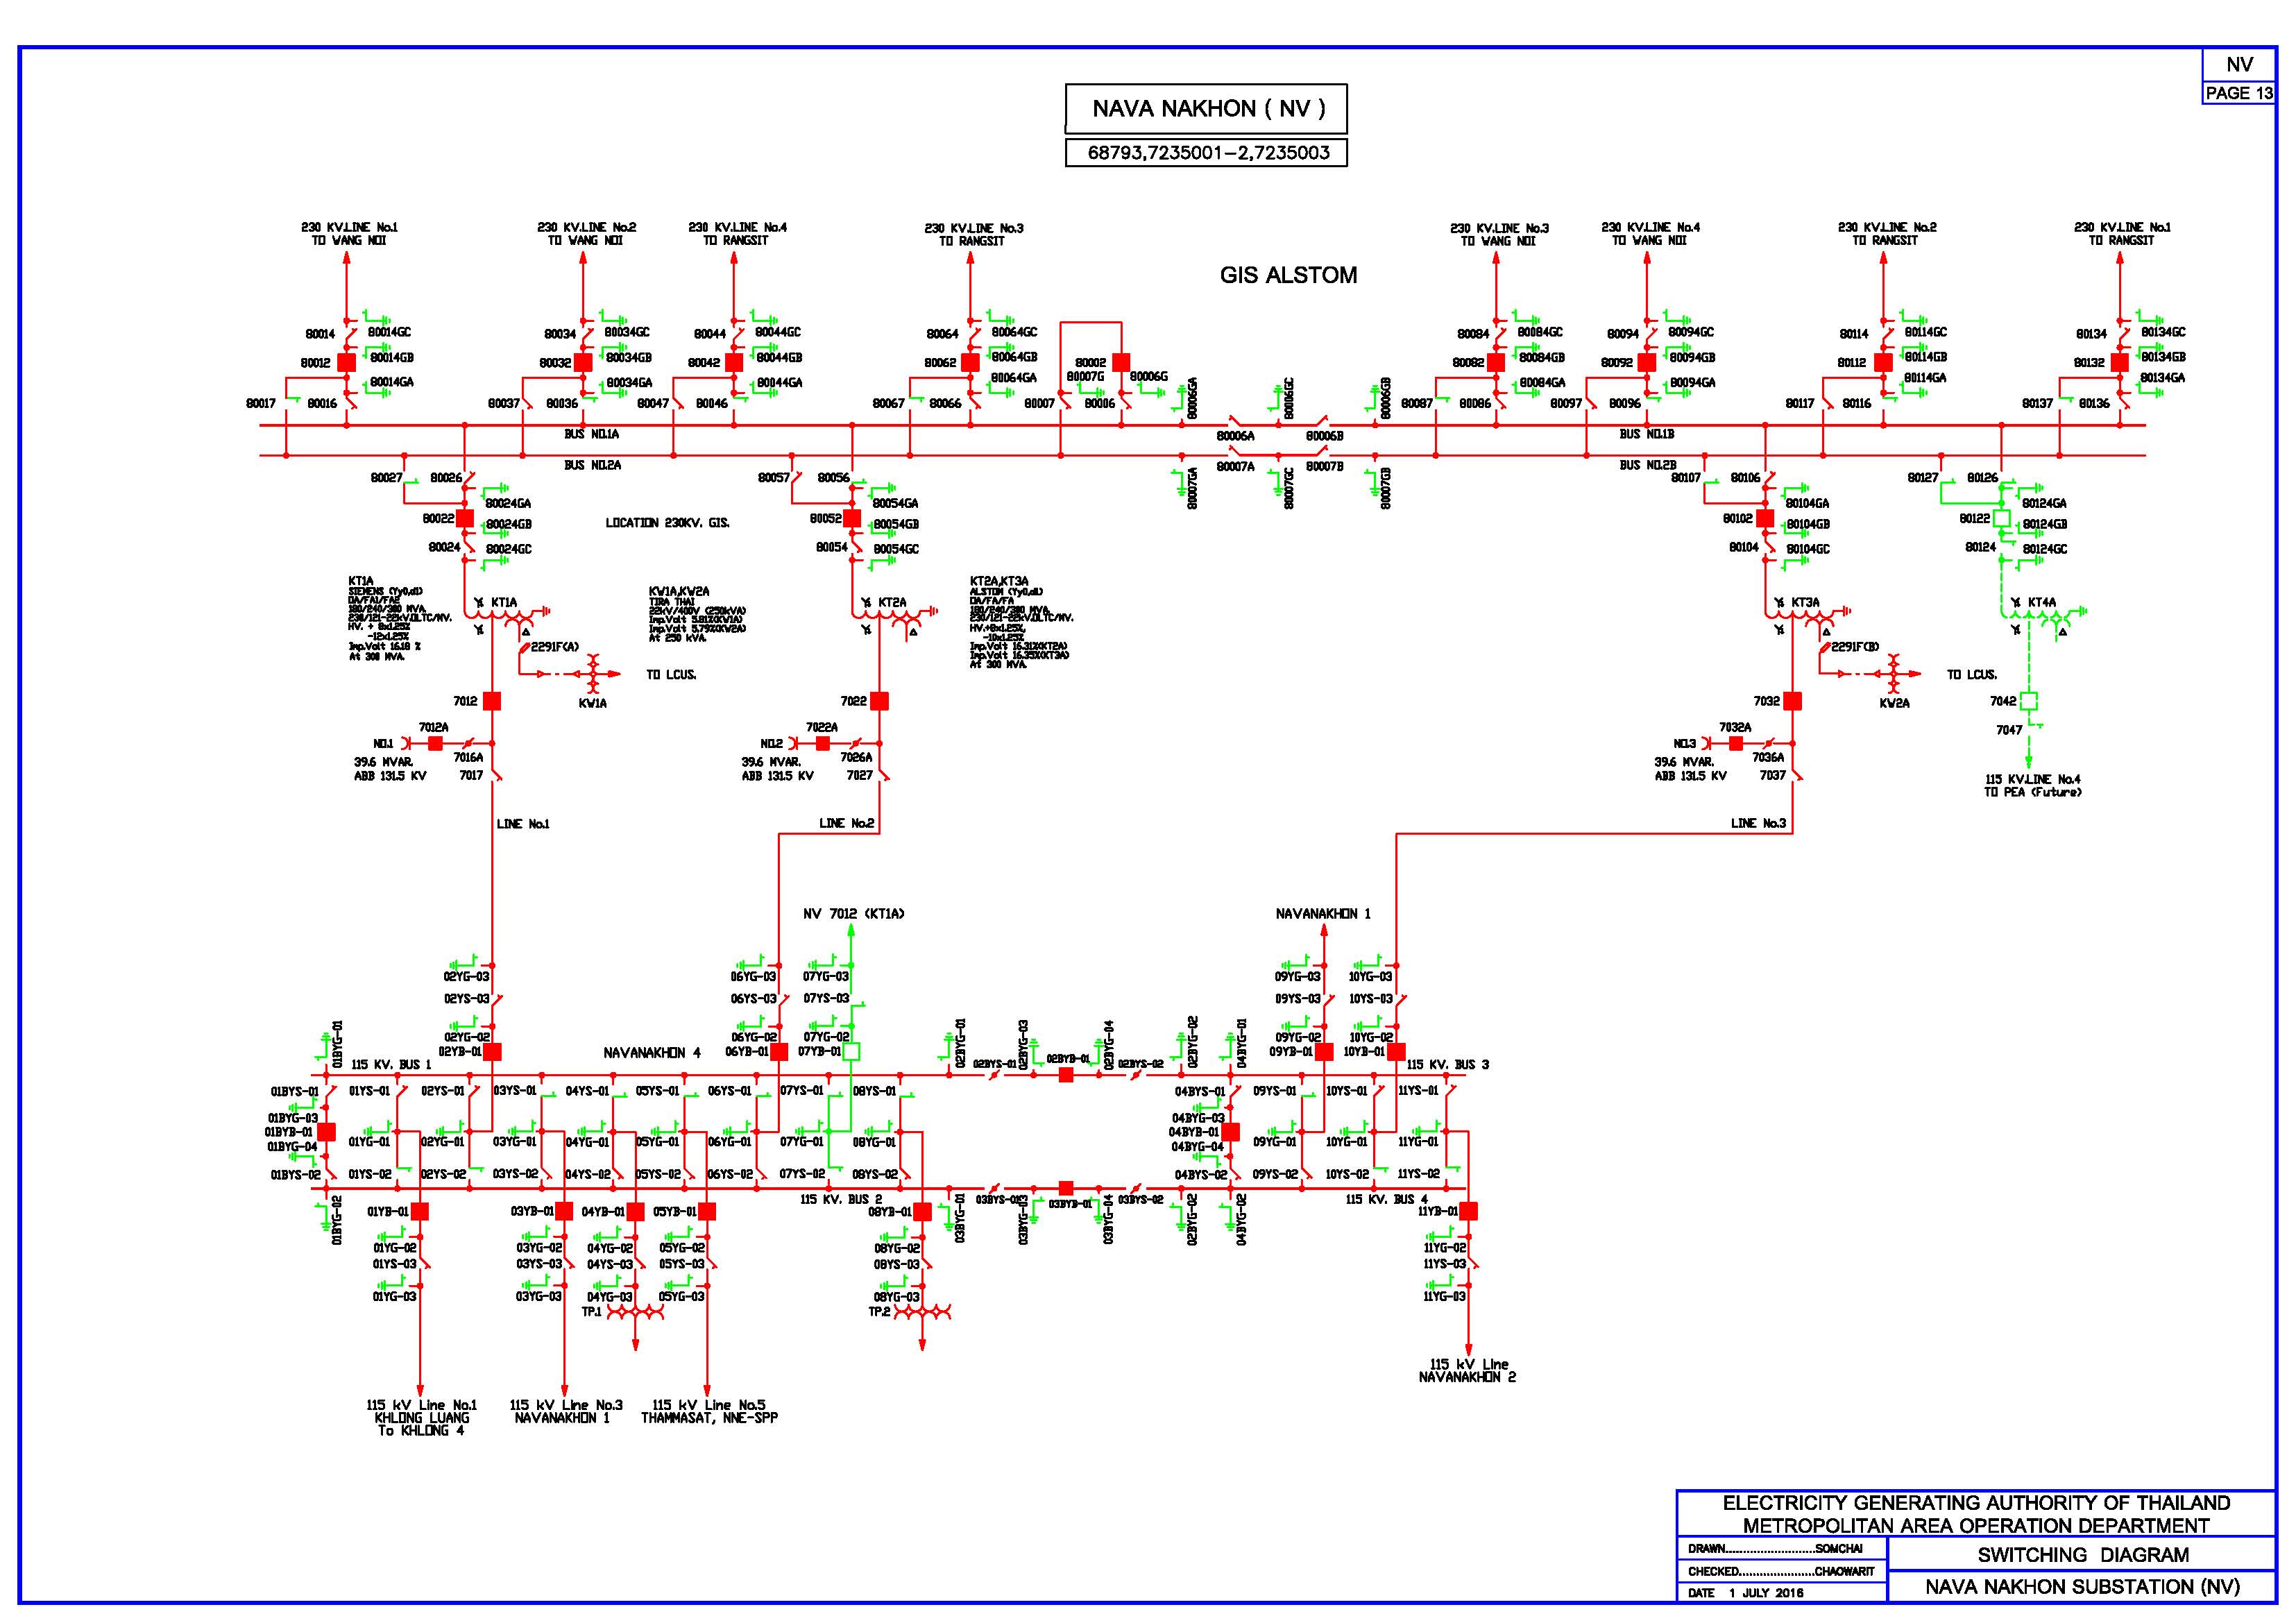 NV
PAGE 13
NAVA NAKHON ( NV )
68793,7235001-2,7235003
230 KV.LINE No.1
TO WANG NOI
230 KV.LINE No.2
TO WANG NOI
230 KV.LINE No.4
TO RANGSIT
230 KV.LINE No.3
TO RANGSIT
230 KV.LINE No.3
TO WANG NOI
230 KV.LINE No.4
TO WANG NOI
230 KV.LINE No.2
TO RANGSIT
230 KV.LINE No.1
TO RANGSIT
GIS ALSTOM
80014
80014GC
80012
80014GB
80014GA
80017
80016
80034
80034GC
80032
80034GB
80034GA
80037
80036
80044
80044GC
80042
80044GB
80044GA
80047
80046
80064
80064GC
80062
80064GB
80064GA
80067
80066
80002
80007G
80006G
80007
80006
80006GA
80006GC
80006GB
80006A
80006B
80007A
80007B
80007GA
80007GC
80007GB
80084
80084GC
80082
80084GB
80084GA
80087
80086
80094
80094GC
80092
80094GB
80094GA
80097
80096
80114
80114GC
80112
80114GB
80114GA
80117
80116
80134
80134GC
80132
80134GB
80134GA
80137
80136
BUS NO.1A
BUS NO.1B
BUS NO.2A
BUS NO.2B
80027
80026
80024GA
80022
80024GB
80024
80024GC
LOCATION 230KV. GIS.
80057
80056
80054GA
80052
80054GB
80054
80054GC
80107
80106
80104GA
80102
80104GB
80104
80104GC
80127
80126
80124GA
80122
80124GB
80124
80124GC
KT1A
SIEMENS (Yy0,d1)
OA/FA1/FA2
180/240/300 MVA.
230/121-22kV.OLTC/NV.
HV. + 8x1.25%
-12x1.25%
Imp.Volt 16.18 %
At 300 MVA.
KT1A
2291F(A)
KW1A
TO LCUS.
KW1A,KW2A
TIRA THAI
22kV/400V (250kVA)
Imp.Volt 5.81%(KW1A)
Imp.Volt 5.79%(KW2A)
At 250 kVA.
KT2A
KT2A,KT3A
ALSTOM (Yy0,d1)
OA/FA/FA
180/240/300 MVA.
230/121-22kV.OLTC/NV.
HV.+8x1.25%,
-10x1.25%
Imp.Volt 16.31%(KT2A)
Imp.Volt 16.35%(KT3A)
At 300 MVA.
KT3A
2291F(B)
KW2A
TO LCUS.
KT4A
7012
7012A
NO.1
7016A
39.6 MVAR.
ABB 131.5 KV
7017
7022
7022A
NO.2
7026A
39.6 MVAR.
ABB 131.5 KV
7027
7032
7032A
NO.3
7036A
39.6 MVAR.
ABB 131.5 KV
7037
7042
7047
115 KV.LINE No.4
TO PEA (Future)
LINE No.1
LINE No.2
LINE No.3
NV 7012 (KT1A)
NAVANAKHON 1
02YG-03
02YS-03
02YG-02
02YB-01
06YG-03
06YS-03
06YG-02
06YB-01
07YG-03
07YS-03
07YG-02
07YB-01
09YG-03
09YS-03
09YG-02
09YB-01
10YG-03
10YS-03
10YG-02
10YB-01
NAVANAKHON 4
115 KV. BUS 1
115 KV. BUS 3
01BYG-01
02BYG-01
02BYG-03
02BYG-04
02BYG-02
04BYG-01
02BYS-01
02BYB-01
02BYS-02
01BYS-01
01YS-01
02YS-01
03YS-01
04YS-01
05YS-01
06YS-01
07YS-01
08YS-01
04BYS-01
09YS-01
10YS-01
11YS-01
01BYG-03
01BYB-01
01BYG-04
01YG-01
02YG-01
03YG-01
04YG-01
05YG-01
06YG-01
07YG-01
08YG-01
04BYG-03
04BYB-01
04BYG-04
09YG-01
10YG-01
11YG-01
01BYS-02
01YS-02
02YS-02
03YS-02
04YS-02
05YS-02
06YS-02
07YS-02
08YS-02
04BYS-02
09YS-02
10YS-02
11YS-02
115 KV. BUS 2
115 KV. BUS 4
01BYG-02
03BYG-01
03BYS-01
03BYG-03
03BYB-01
03BYG-04
03BYS-02
02BYG-02
04BYG-02
01YB-01
03YB-01
04YB-01
05YB-01
08YB-01
11YB-01
01YG-02
01YS-03
01YG-03
03YG-02
03YS-03
03YG-03
04YG-02
04YS-03
04YG-03
05YG-02
05YS-03
05YG-03
08YG-02
08YS-03
08YG-03
11YG-02
11YS-03
11YG-03
TP.1
TP.2
115 kV Line No.1
KHLONG LUANG
To KHLONG 4
115 kV Line No.3
NAVANAKHON 1
115 kV Line No.5
THAMMASAT, NNE-SPP
115 kV Line
NAVANAKHON 2
ELECTRICITY GENERATING AUTHORITY OF THAILAND
METROPOLITAN AREA OPERATION DEPARTMENT
DRAWN..........................SOMCHAI
CHECKED......................CHAOWARIT
DATE 1 JULY 2016
SWITCHING DIAGRAM
NAVA NAKHON SUBSTATION (NV)